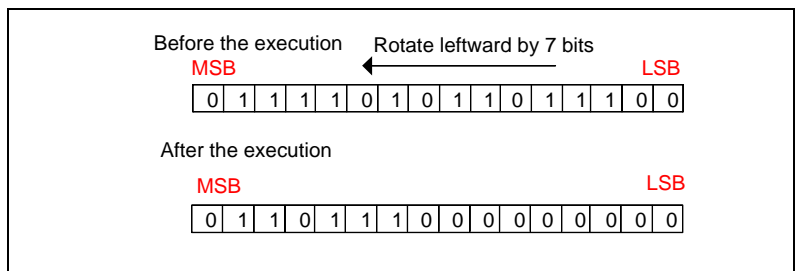 Before the execution Rotate leftward by 7 bits
MSB LSB
0 1 1 1 1 0 1 0 1 1 0 1 1 1 0 0
After the execution
MSB LSB
0 1 1 0 1 1 1 0 0 0 0 0 0 0 0 0